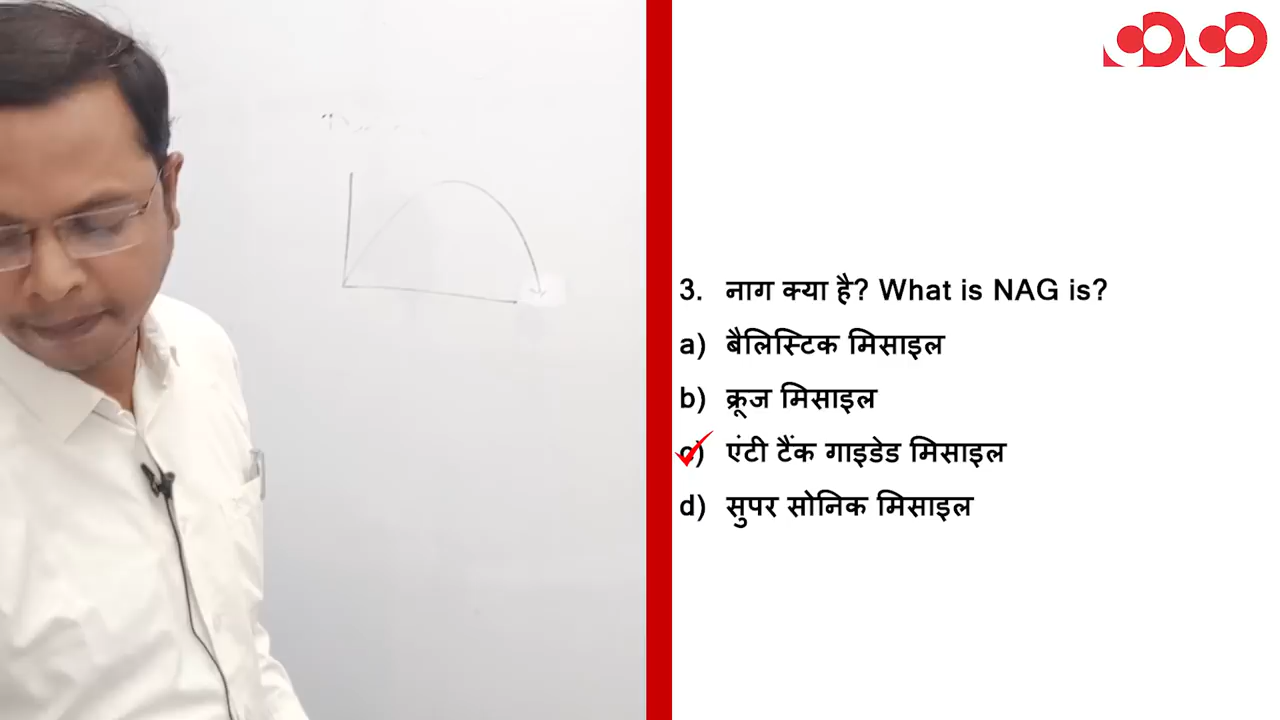 3. नाग क्या है? What is NAG is?
a) बैलिस्टिक मिसाइल
b) क्रूज मिसाइल
c) एंटी टैंक गाइडेड मिसाइल
d) सुपर सोनिक मिसाइल